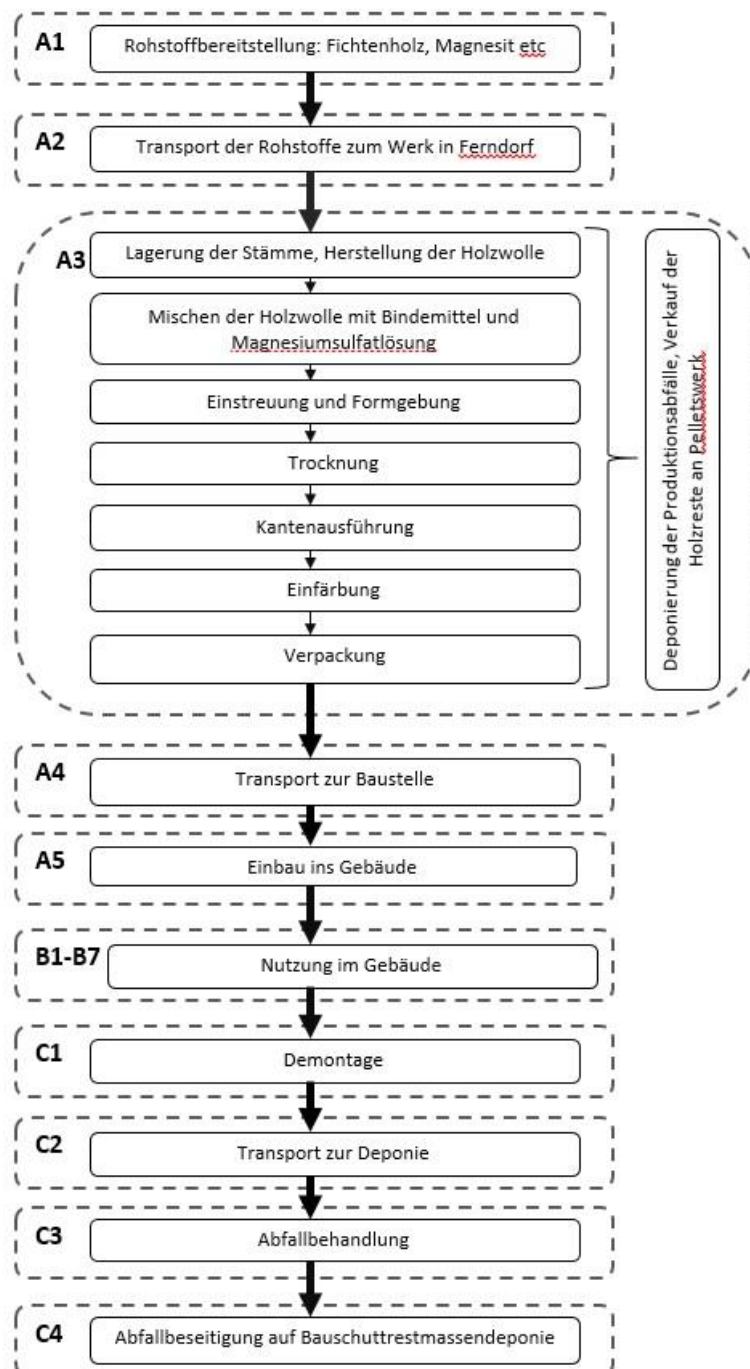 A1
Rohstoffbereitstellung: Fichtenholz, Magnesit etc
A2
Transport der Rohstoffe zum Werk in Ferndorf
A3
Lagerung der Stämme, Herstellung der Holzwolle
Mischen der Holzwolle mit Bindemittel und
Magnesiumsulfatlösung
Einstreuung und Formgebung
Trocknung
Kantenausführung
Einfärbung
Verpackung
Deponierung der Produktionsabfälle, Verkauf der
Holzreste an Pelletswerk
A4
Transport zur Baustelle
A5
Einbau ins Gebäude
B1-B7
Nutzung im Gebäude
C1
Demontage
C2
Transport zur Deponie
C3
Abfallbehandlung
C4
Abfallbeseitigung auf Bauschuttrestmassendeponie